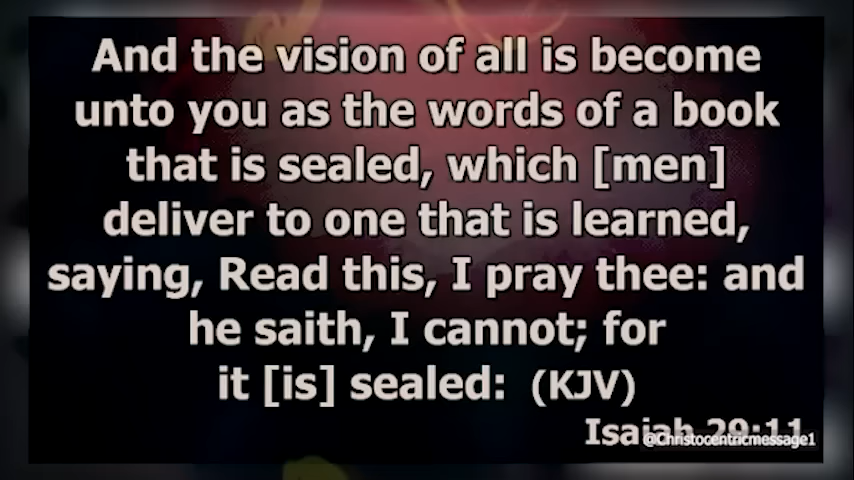 And the vision of all is become
unto you as the words of a book
that is sealed, which [men]
deliver to one that is learned,
saying, Read this, I pray thee: and
he saith, I cannot; for
it [is] sealed: (KJV)
Isaiah 29:11
@Christocentricmessage1